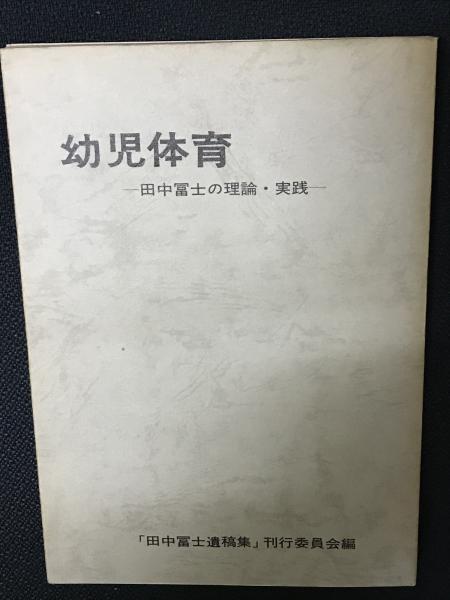 幼児体育
—田中冨士の理論・実践—
「田中冨士遺稿集」刊行委員会編